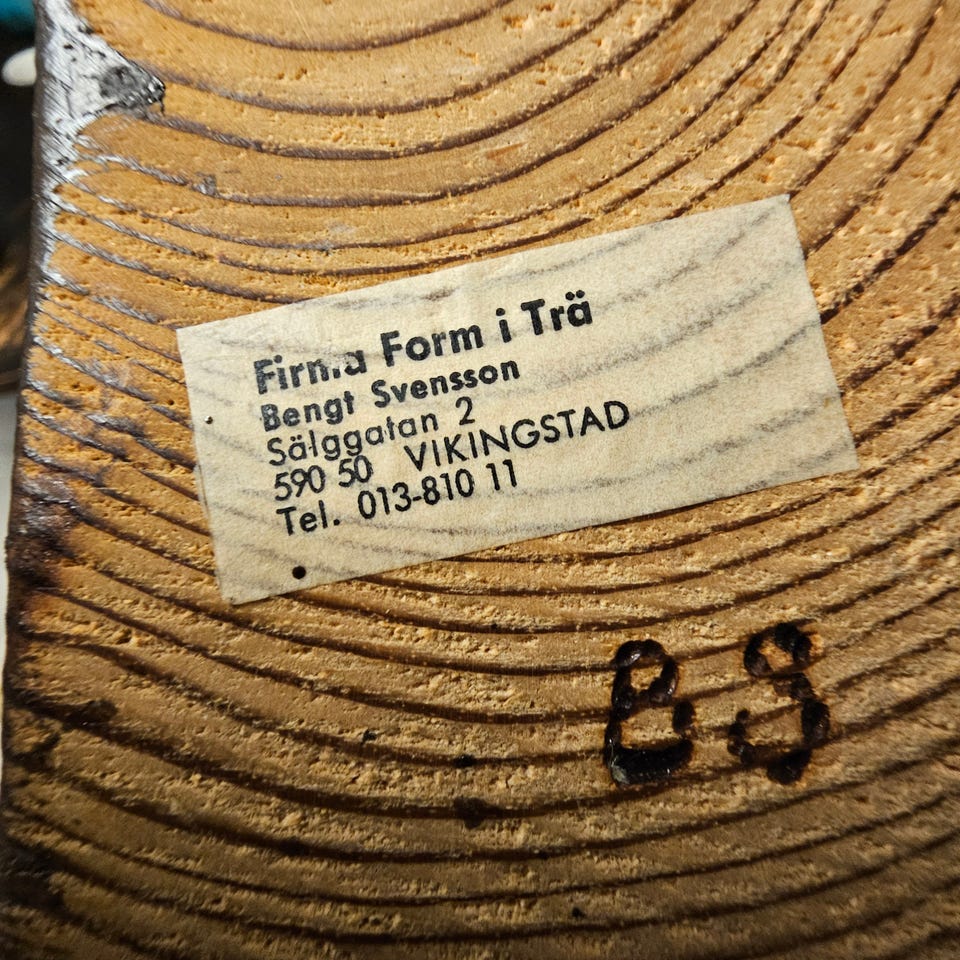 Firma Form i Trä
Bengt Svensson
Sälggatan 2
590 50 VIKINGSTAD
Tel. 013-810 11
BS